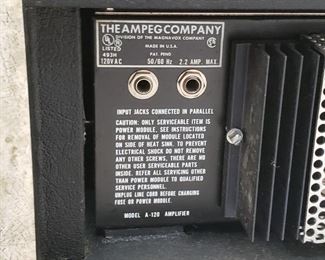 THE AMPEG COMPANY
DIVISION OF THE MAGNAVOX COMPANY
UL
LISTED
493H
MADE IN U.S.A.
PAT. PEND
120V AC 50/60 Hz 2.2 AMP. MAX
INPUT JACKS CONNECTED IN PARALLEL
CAUTION: ONLY SERVICEABLE ITEM IS
POWER MODULE, SEE INSTRUCTIONS
FOR REMOVAL OF MODULE LOCATED
ON SIDE OF HEAT SINK. TO PREVENT
ELECTRICAL SHOCK DO NOT REMOVE
ANY OTHER SCREWS, THERE ARE NO
OTHER USER SERVICEABLE PARTS
INSIDE. REFER ALL SERVICING OTHER
THAN POWER MODULE TO QUALIFIED
SERVICE PERSONNEL.
UNPLUG LINE CORD BEFORE CHANGING
FUSE OR POWER MODULE.
MODEL A-120 AMPLIFIER